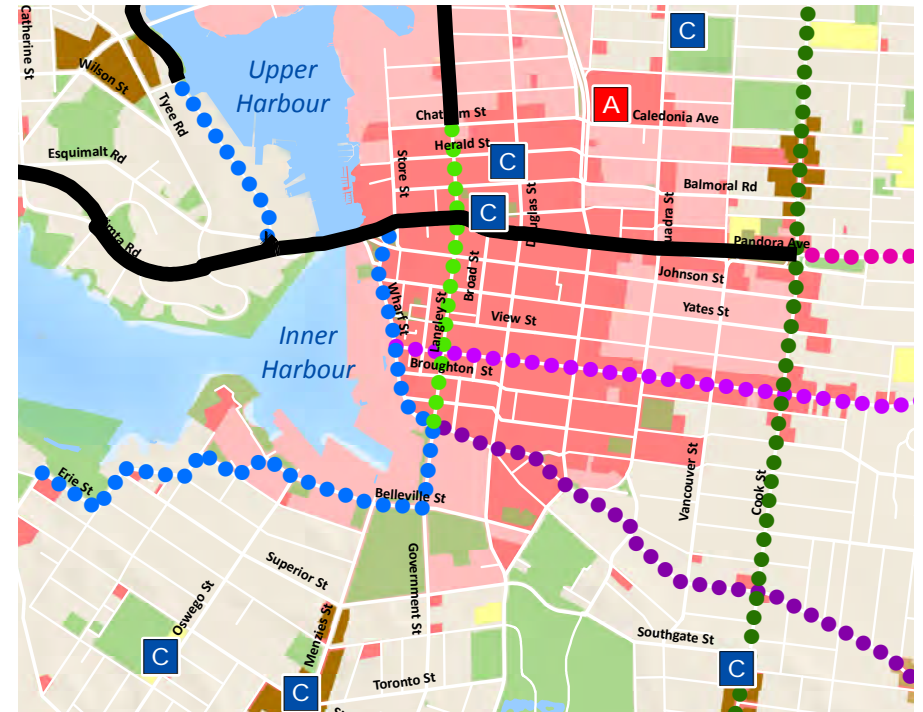 Catherine St
C
Wilson St
Upper
Harbour
Tyee Rd
A
Chatham St
Caledonia Ave
Herald St
Esquimalt Rd
Store St
C
Balmoral Rd
C
Douglas St
Pandora Ave
Johnson St
Broad St
Wharf St
Langley St
View St
Yates St
Inner
Harbour
Broughton St
Erie St
Belleville St
Vancouver St
Cook St
Superior St
Government St
Oswego St
Menzies St
Southgate St
C
C
C
Toronto St